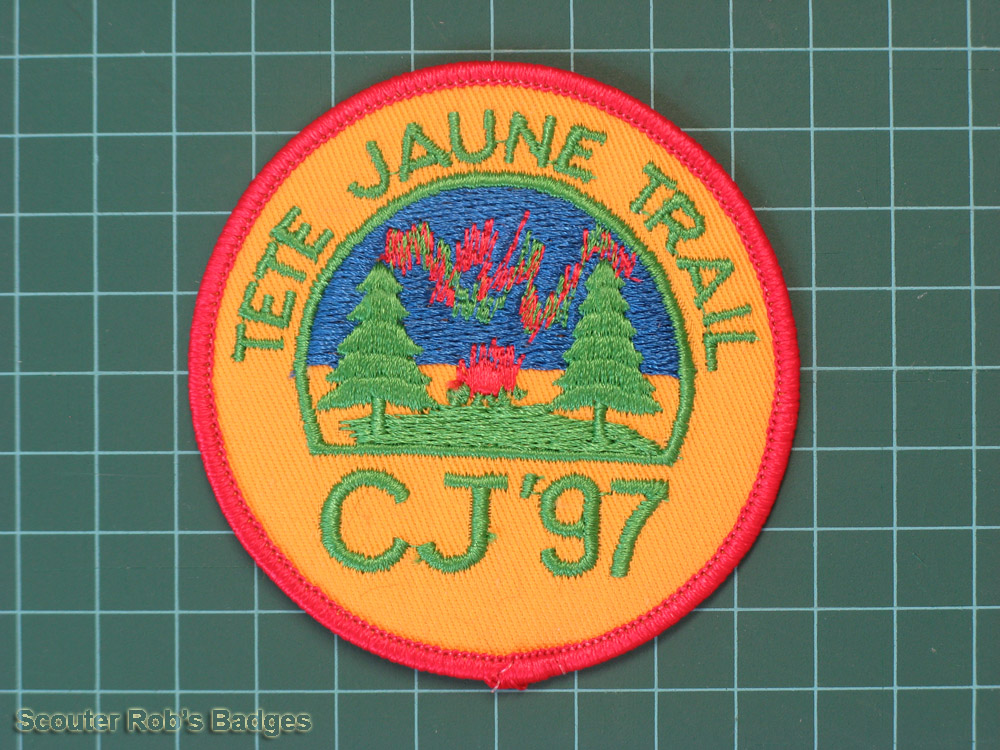 TETE JAUNE TRAIL
CJ'97
Scouter Rob's Badges